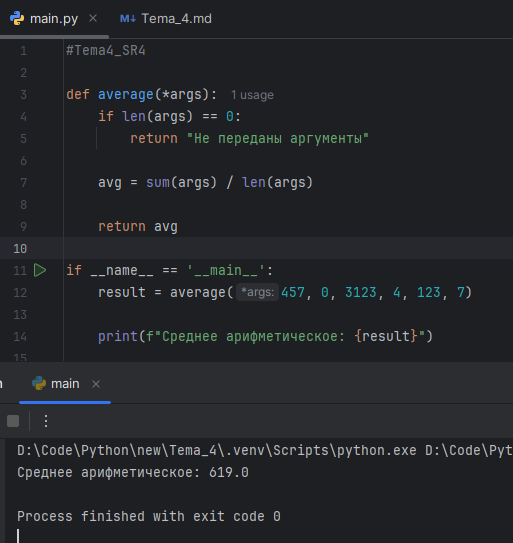 main.py × M↓ Tema_4.md
1 #Tema4_SR4
2
3 def average(*args): 1 usage
4 if len(args) == 0:
5 return "Не переданы аргументы"
6
7 avg = sum(args) / len(args)
8
9 return avg
10
11 if __name__ == '__main__':
12 result = average(*args: 457, 0, 3123, 4, 123, 7)
13
14 print(f"Среднее арифметическое: {result}")
15
main ×
D:\Code\Python\new\Tema_4\.venv\Scripts\python.exe D:\Code\Pyt
Среднее арифметическое: 619.0
Process finished with exit code 0